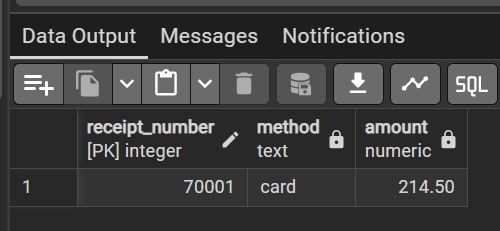 Data Output Messages Notifications
SQL
receipt_number method amount
[PK] integer text numeric
1 70001 card 214.50